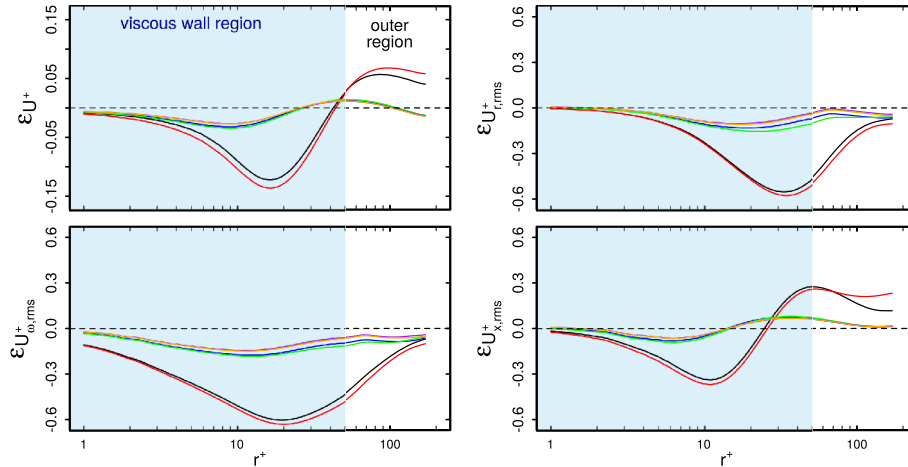 viscous wall region
outer
region
0.15
0.05
-0.05
-0.15
εU⁺
0.6
0.3
0.0
-0.3
-0.6
εU⁺r,rms
0.6
0.3
0.0
-0.3
-0.6
εU⁺ω,rms
1 10 100
r⁺
0.6
0.3
0.0
-0.3
-0.6
εU⁺x,rms
1 10 100
r⁺